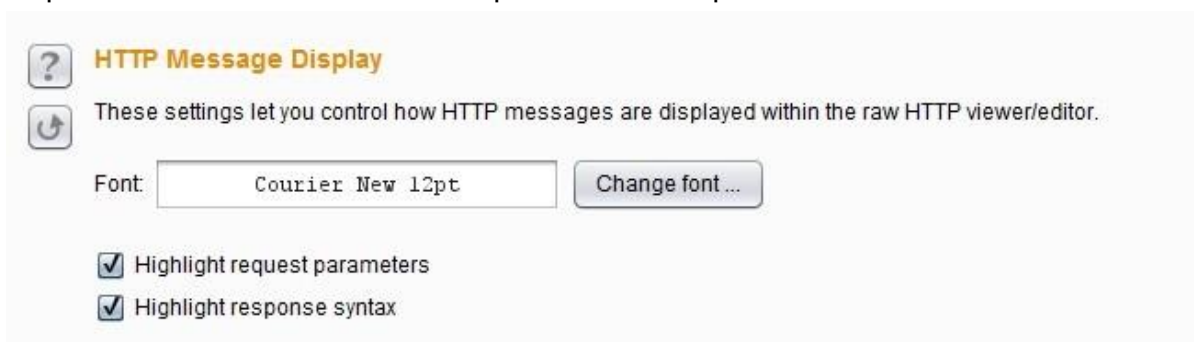 HTTP Message Display
These settings let you control how HTTP messages are displayed within the raw HTTP viewer/editor.
Font: Courier New 12pt Change font ...
Highlight request parameters
Highlight response syntax